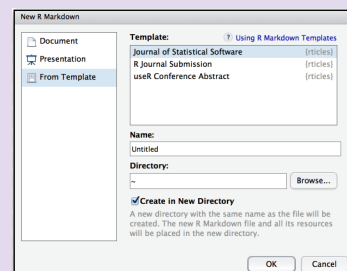 New R Markdown
Document
Presentation
From Template
Template:
? Using R Markdown Templates
Journal of Statistical Software {rticles}
R Journal Submission {rticles}
useR Conference Abstract {rticles}
Name:
Untitled
Directory:
~
Browse...
Create in New Directory
A new directory with the same name as the file will be
created. The new R Markdown file and all its resources
will be placed in the new directory.
OK Cancel